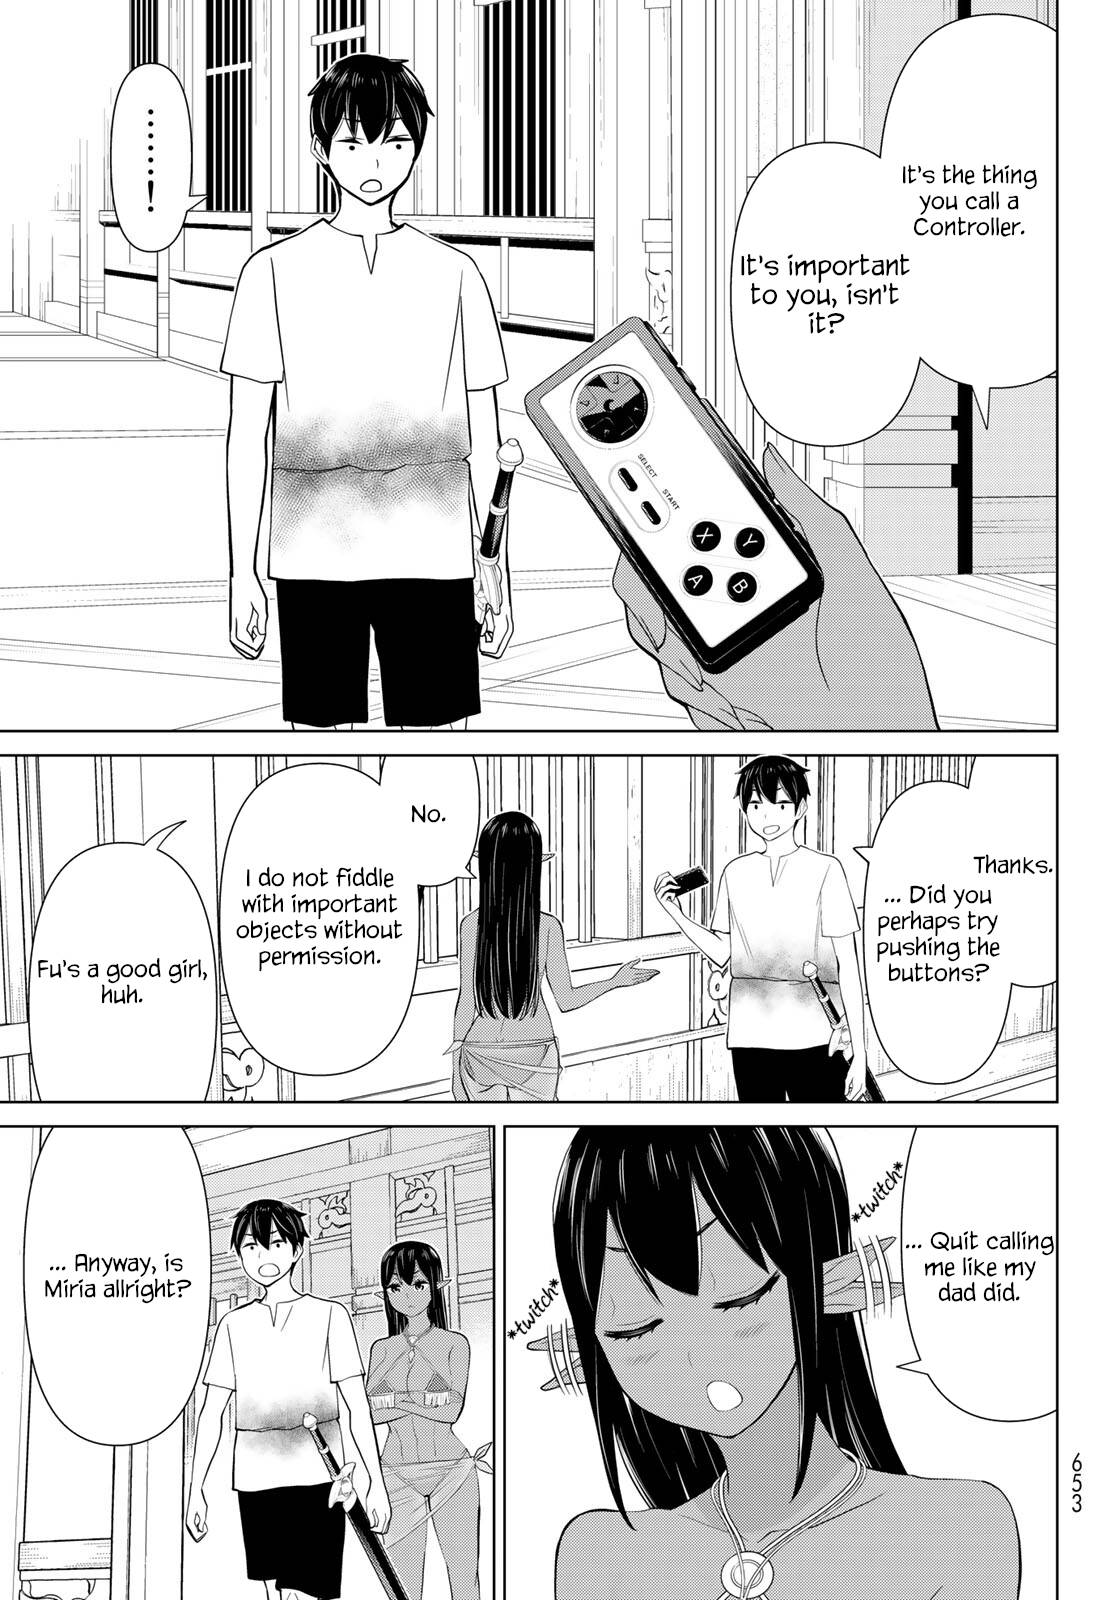 It's the thing
you call a
Controller.
It's important
to you, isn't
it?
.......!
SELECT
START
X
Y
A
B
Thanks.
... Did you
perhaps try
pushing the
buttons?
No.
I do not fiddle
with important
objects without
permission.
Fu's a good girl,
huh.
... Quit calling
me like my
dad did.
*twitch*
*twitch*
... Anyway, is
Miria allright?
653